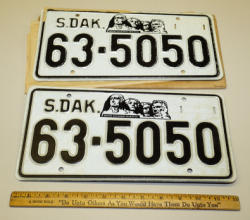 S.DAK.
63-5050
S.DAK.
63-5050
"Do Unto Others As You Would Have Them Do Unto You"